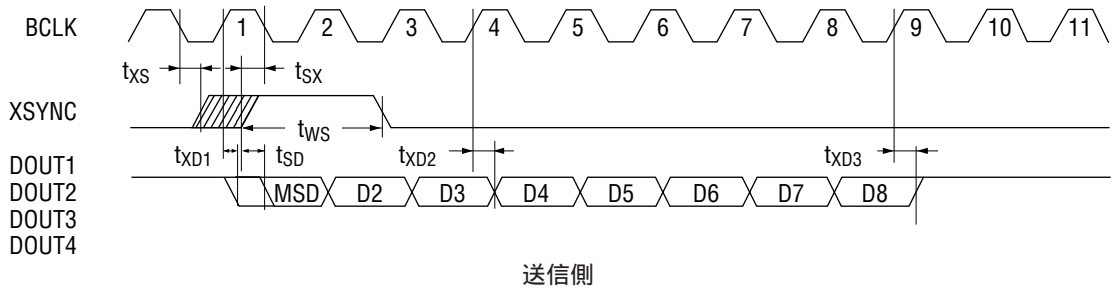 BCLK 1 2 3 4 5 6 7 8 9 10 11
tXS tSX
XSYNC
tWS
tXD1 tSD tXD2 tXD3
DOUT1
DOUT2 MSD D2 D3 D4 D5 D6 D7 D8
DOUT3
DOUT4
送信側